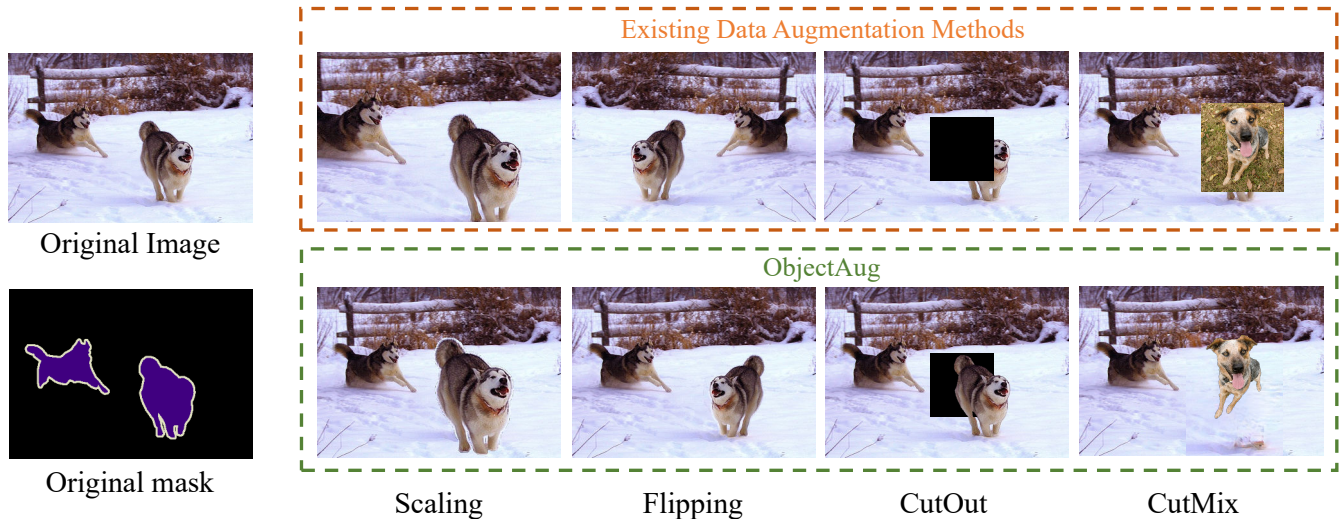 Existing Data Augmentation Methods
Original Image
ObjectAug
Original mask
Scaling
Flipping
CutOut
CutMix